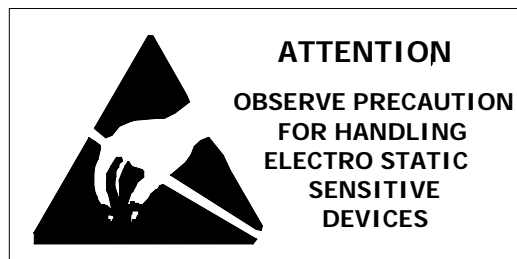 ATTENTION
OBSERVE PRECAUTION
FOR HANDLING
ELECTRO STATIC
SENSITIVE
DEVICES